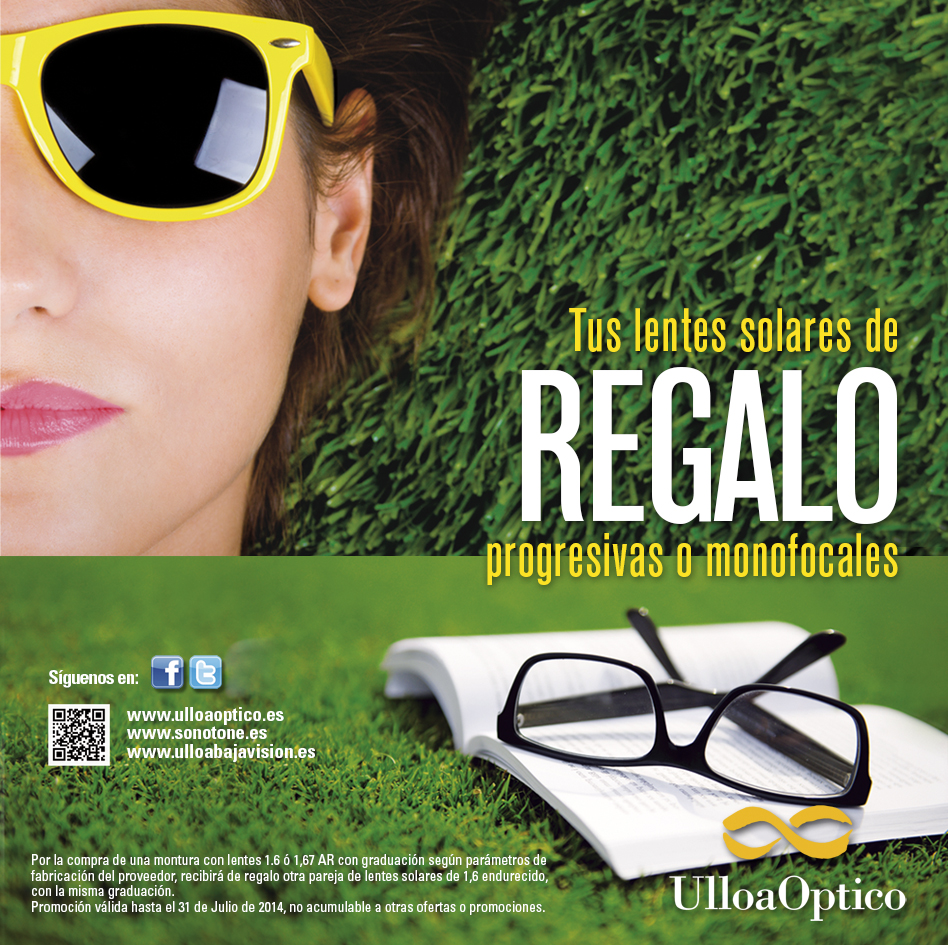 Tus lentes solares de
REGALO
progresivas o monofocales
Síguenos en:
f t
www.ulloaoptico.es
www.sonotone.es
www.ulloabajavision.es
Por la compra de una montura con lentes 1.6 ó 1,67 AR con graduación según parámetros de
fabricación del proveedor, recibirá de regalo otra pareja de lentes solares de 1,6 endurecido,
con la misma graduación.
Promoción válida hasta el 31 de Julio de 2014, no acumulable a otras ofertas o promociones.
UlloaOptico